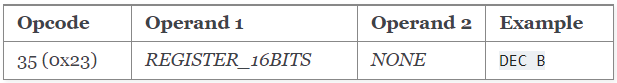 Opcode Operand 1 Operand 2 Example
35 (0x23) REGISTER_16BITS NONE DEC B